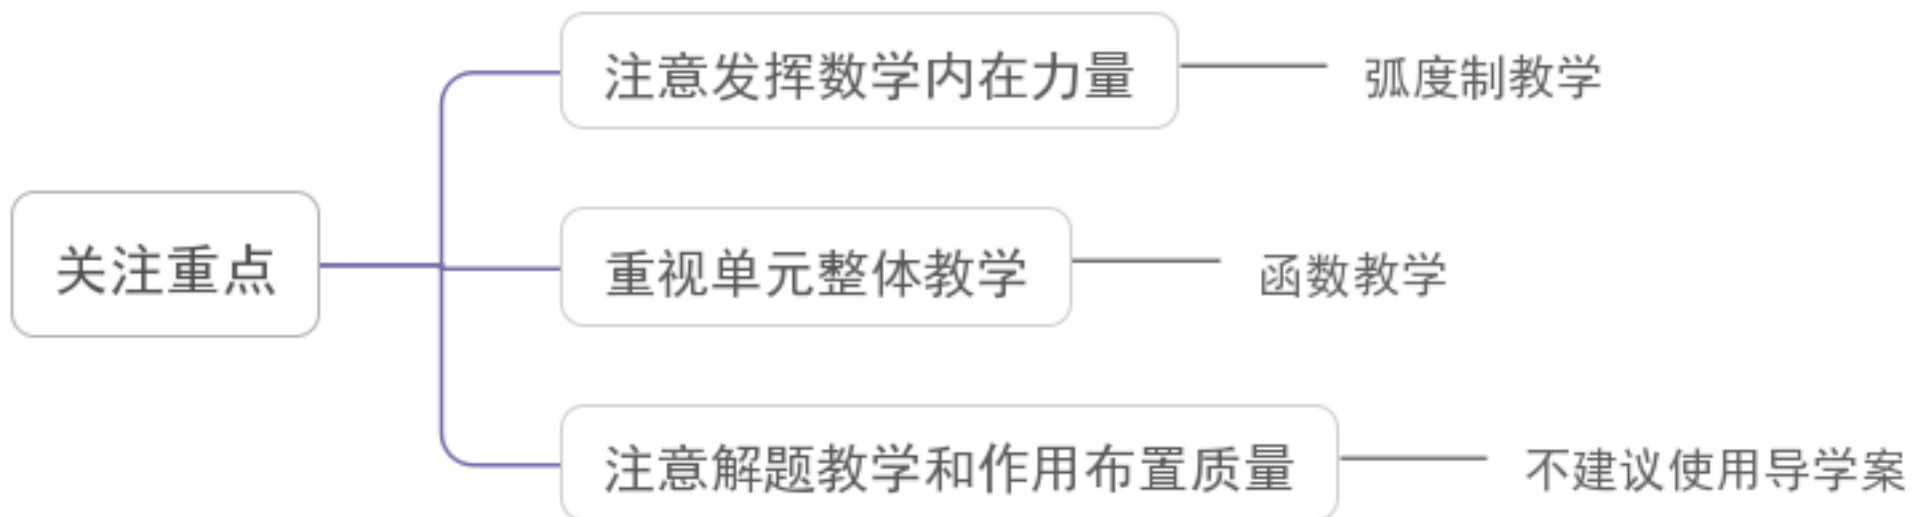 关注重点
注意发挥数学内在力量
弧度制教学
重视单元整体教学
函数教学
注意解题教学和作用布置质量
不建议使用导学案